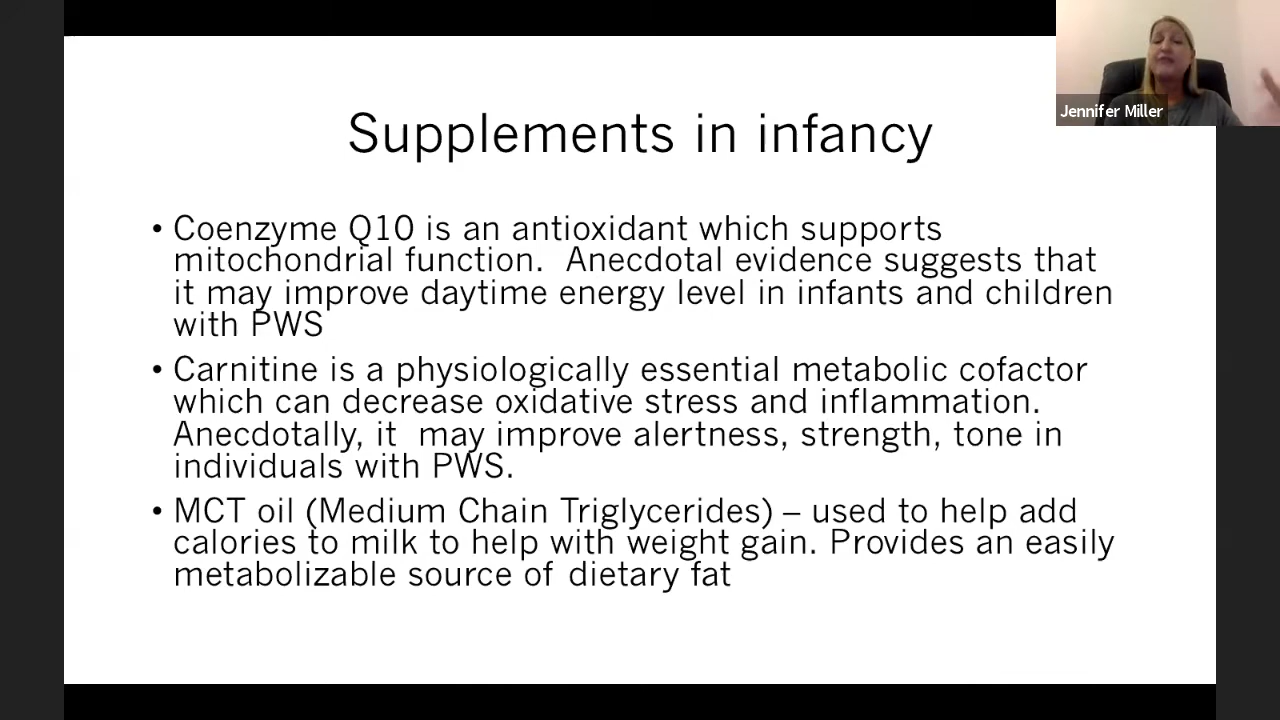 Jennifer Miller
Supplements in infancy
• Coenzyme Q10 is an antioxidant which supports
mitochondrial function.  Anecdotal evidence suggests that
it may improve daytime energy level in infants and children
with PWS
• Carnitine is a physiologically essential metabolic cofactor
which can decrease oxidative stress and inflammation.
Anecdotally, it  may improve alertness, strength, tone in
individuals with PWS.
• MCT oil (Medium Chain Triglycerides) – used to help add
calories to milk to help with weight gain. Provides an easily
metabolizable source of dietary fat